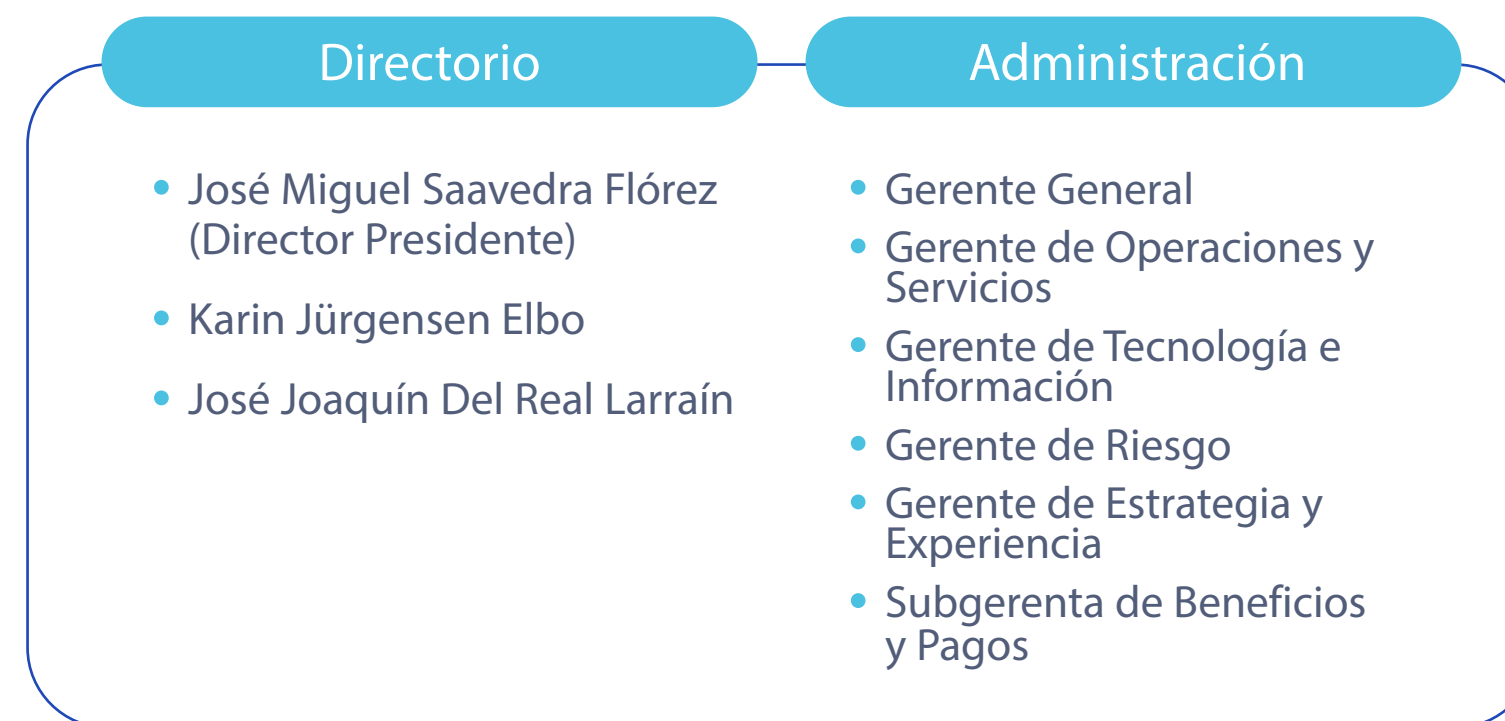 Directorio
José Miguel Saavedra Flórez
(Director Presidente)
Karin Jürgensen Elbo
José Joaquín Del Real Larraín
Administración
Gerente General
Gerente de Operaciones y
Servicios
Gerente de Tecnología e
Información
Gerente de Riesgo
Gerente de Estrategia y
Experiencia
Subgerenta de Beneficios
y Pagos